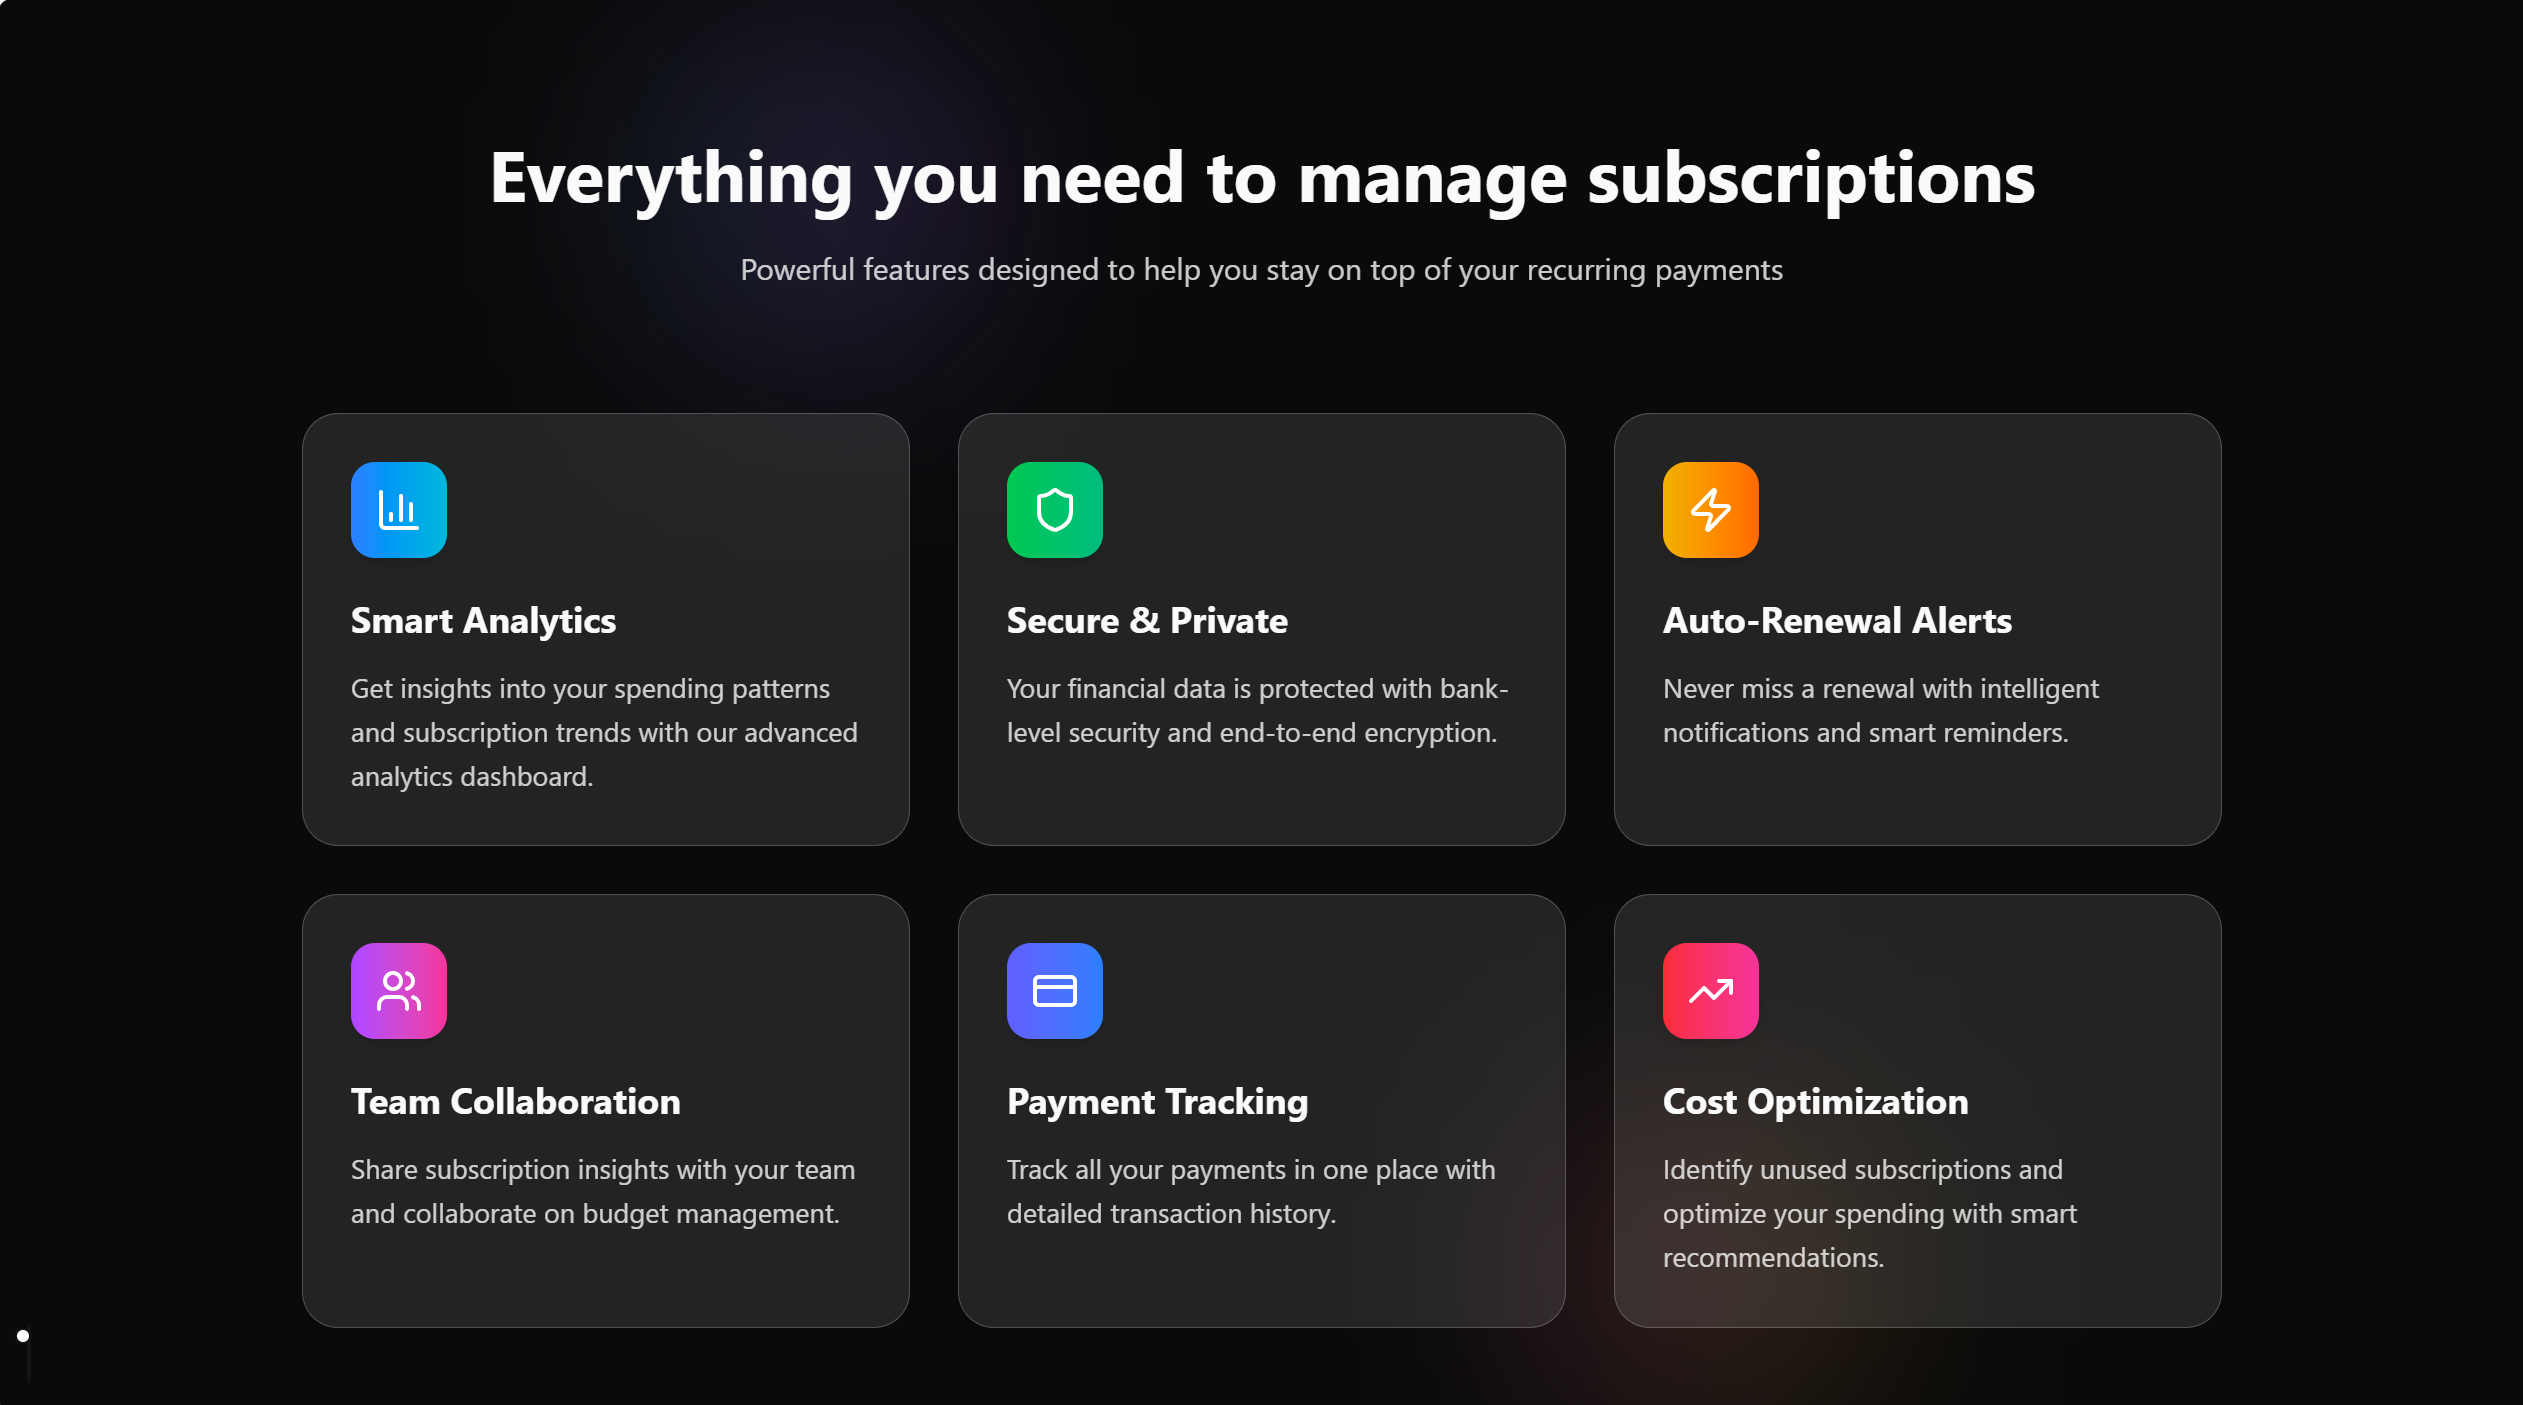 Everything you need to manage subscriptions
Powerful features designed to help you stay on top of your recurring payments
Smart Analytics
Get insights into your spending patterns
and subscription trends with our advanced
analytics dashboard.
Secure & Private
Your financial data is protected with bank-
level security and end-to-end encryption.
Auto-Renewal Alerts
Never miss a renewal with intelligent
notifications and smart reminders.
Team Collaboration
Share subscription insights with your team
and collaborate on budget management.
Payment Tracking
Track all your payments in one place with
detailed transaction history.
Cost Optimization
Identify unused subscriptions and
optimize your spending with smart
recommendations.